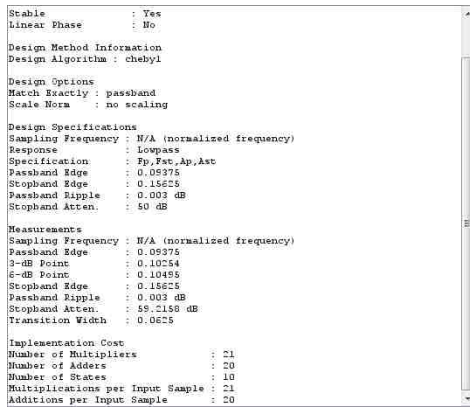 Stable : Yes
Linear Phase : No
Design Method Information
Design Algorithm : cheby1
Design Options
Match Exactly : passband
Scale Norm : no scaling
Design Specifications
Sampling Frequency : N/A (normalized frequency)
Response : Lowpass
Specification : Fp,Fst,Ap,Ast
Passband Edge : 0.09375
Stopband Edge : 0.15625
Passband Ripple : 0.003 dB
Stopband Atten. : 50 dB
Measurements
Sampling Frequency : N/A (normalized frequency)
Passband Edge : 0.09375
3-dB Point : 0.10254
6-dB Point : 0.10495
Stopband Edge : 0.15625
Passband Ripple : 0.003 dB
Stopband Atten. : 59.2158 dB
Transition Width : 0.0625
Implementation Cost
Number of Multipliers : 21
Number of Adders : 20
Number of States : 10
Multiplications per Input Sample : 21
Additions per Input Sample : 20